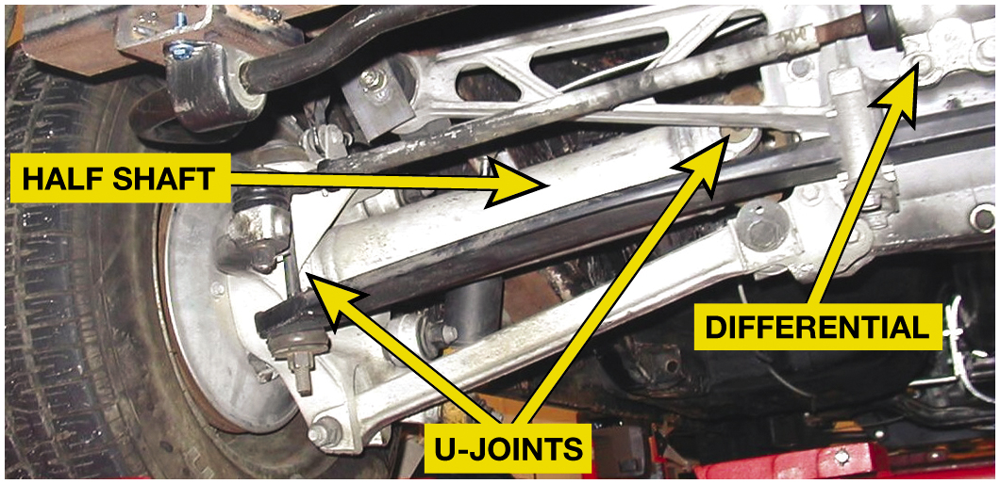 HALF SHAFT
DIFFERENTIAL
U-JOINTS